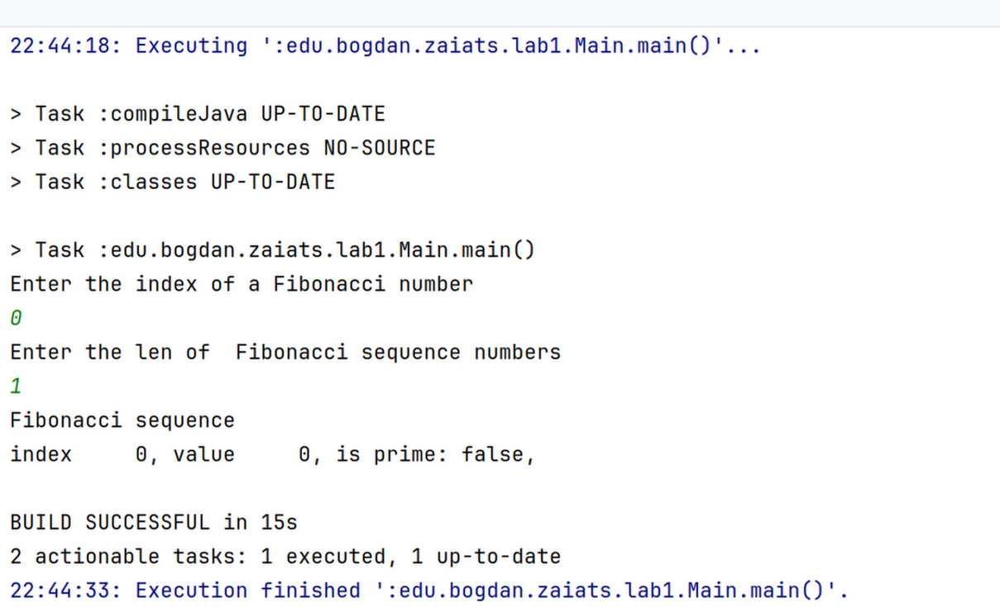 22:44:18: Executing ':edu.bogdan.zaiats.lab1.Main.main()'...
> Task :compileJava UP-TO-DATE
> Task :processResources NO-SOURCE
> Task :classes UP-TO-DATE
> Task :edu.bogdan.zaiats.lab1.Main.main()
Enter the index of a Fibonacci number
0
Enter the len of  Fibonacci sequence numbers
1
Fibonacci sequence
index     0, value     0, is prime: false,
BUILD SUCCESSFUL in 15s
2 actionable tasks: 1 executed, 1 up-to-date
22:44:33: Execution finished ':edu.bogdan.zaiats.lab1.Main.main()'.